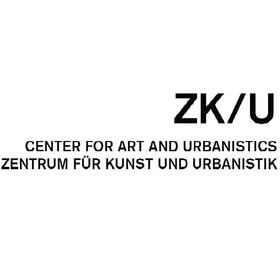 ZK/U
CENTER FOR ART AND URBANISTICS
ZENTRUM FÜR KUNST UND URBANISTIK